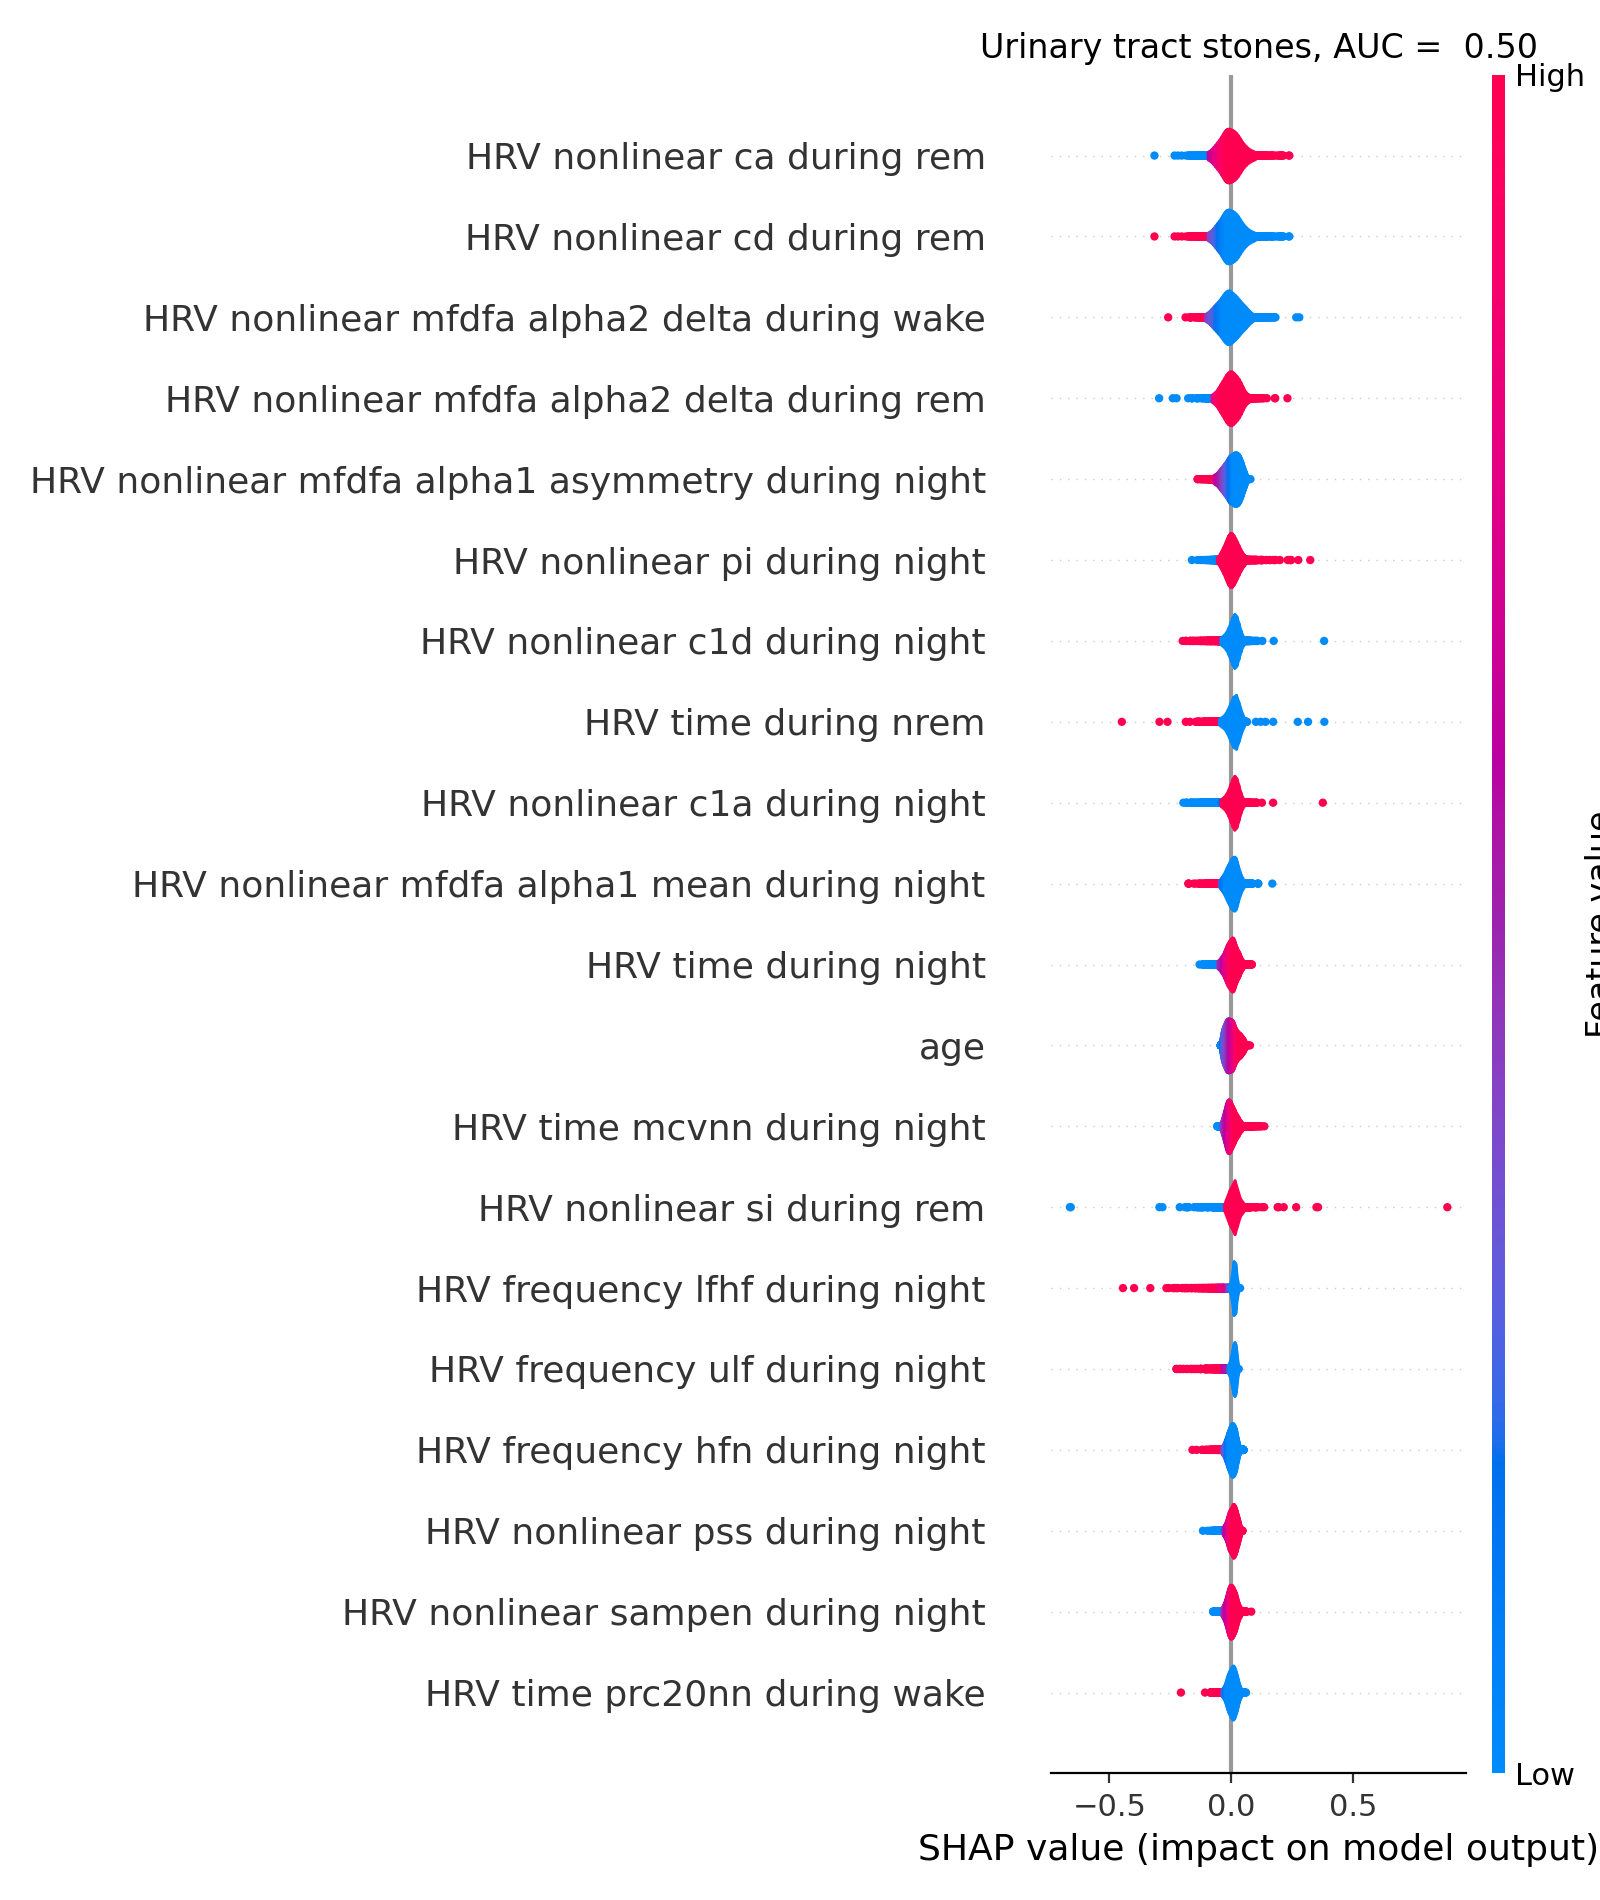 Urinary tract stones, AUC =  0.50
High
HRV nonlinear ca during rem
HRV nonlinear cd during rem
HRV nonlinear mfdfa alpha2 delta during wake
HRV nonlinear mfdfa alpha2 delta during rem
HRV nonlinear mfdfa alpha1 asymmetry during night
HRV nonlinear pi during night
HRV nonlinear c1d during night
HRV time during nrem
HRV nonlinear c1a during night
HRV nonlinear mfdfa alpha1 mean during night
HRV time during night
age
HRV time mcvnn during night
HRV nonlinear si during rem
HRV frequency lfhf during night
HRV frequency ulf during night
HRV frequency hfn during night
HRV nonlinear pss during night
HRV nonlinear sampen during night
HRV time prc20nn during wake
Feature value
Low
−0.5 0.0 0.5
SHAP value (impact on model output)